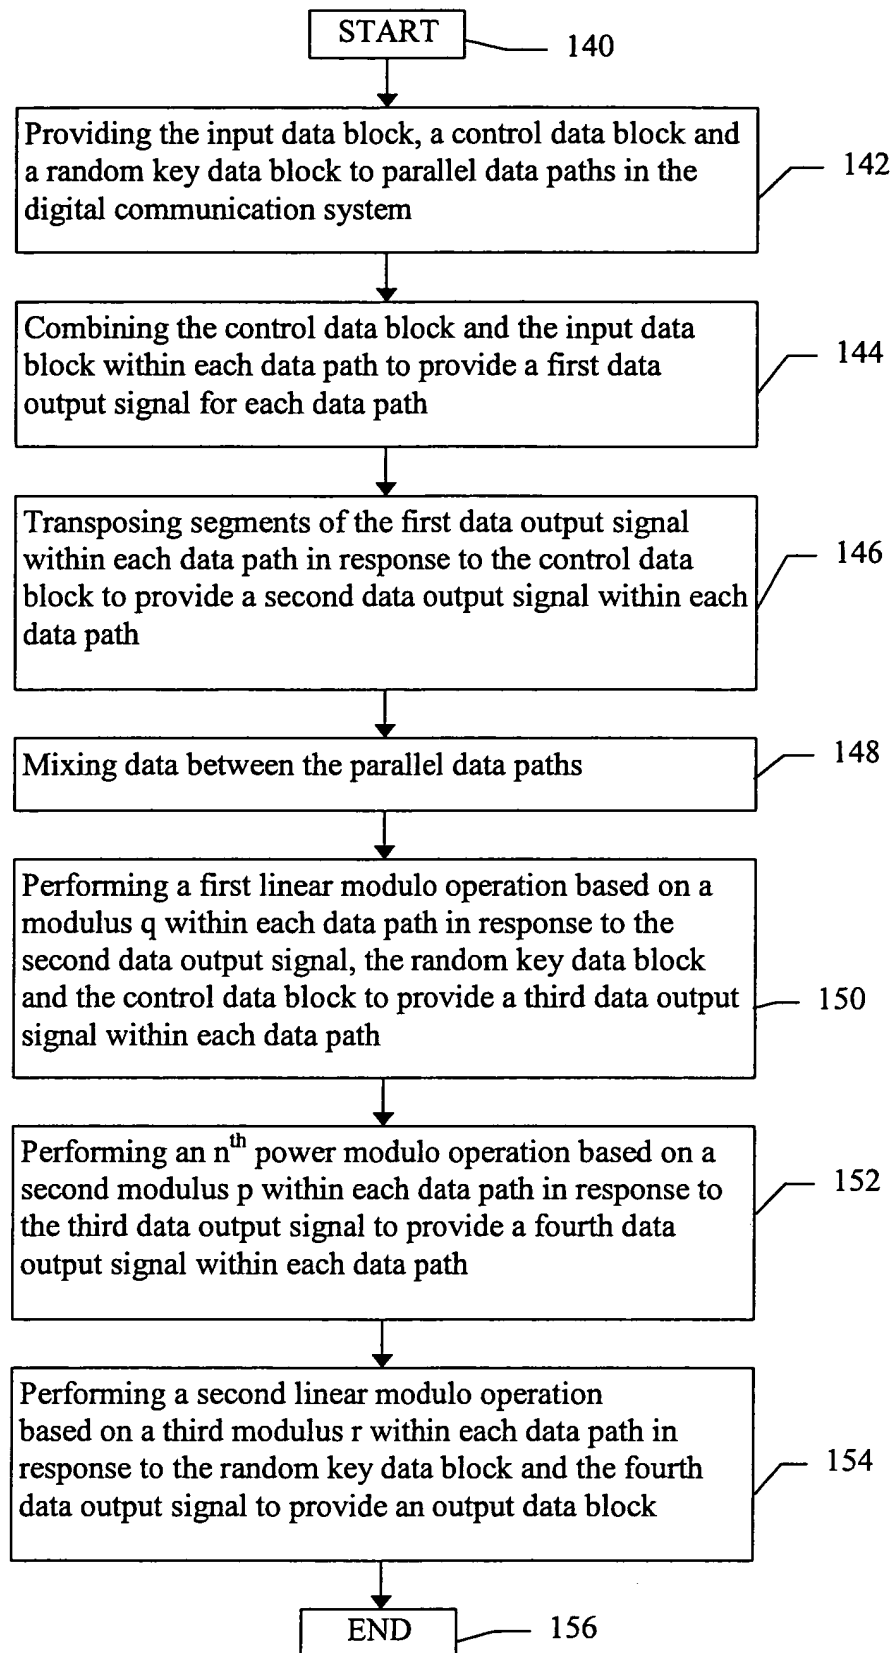 START
140
Providing the input data block, a control data block and
a random key data block to parallel data paths in the
digital communication system
142
Combining the control data block and the input data
block within each data path to provide a first data
output signal for each data path
144
Transposing segments of the first data output signal
within each data path in response to the control data
block to provide a second data output signal within each
data path
146
Mixing data between the parallel data paths
148
Performing a first linear modulo operation based on a
modulus q within each data path in response to the
second data output signal, the random key data block
and the control data block to provide a third data output
signal within each data path
150
Performing an nth power modulo operation based on a
second modulus p within each data path in response to
the third data output signal to provide a fourth data
output signal within each data path
152
Performing a second linear modulo operation
based on a third modulus r within each data path in
response to the random key data block and the fourth
data output signal to provide an output data block
154
END
156